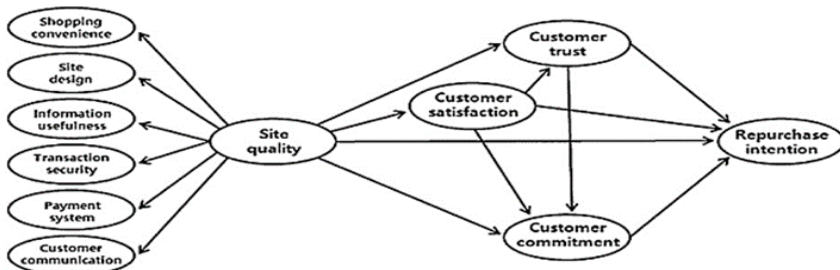 Shopping
convenience
Site
design
Information
usefulness
Transaction
security
Payment
system
Customer
communication
Site
quality
Customer
satisfaction
Customer
trust
Customer
commitment
Repurchase
intention